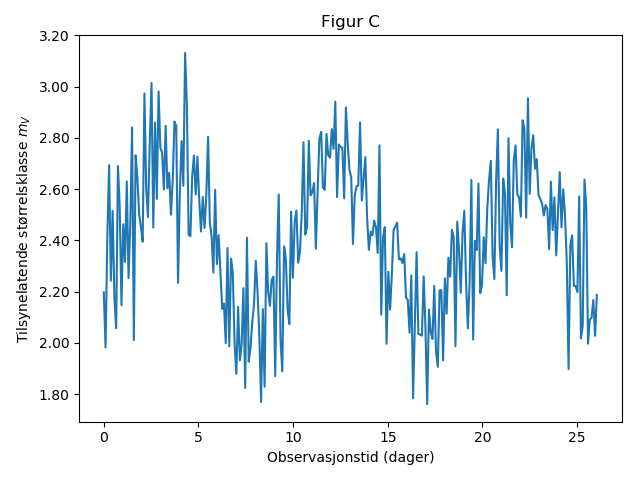 Figur C
3.20
3.00
2.80
2.60
2.40
2.20
2.00
1.80
Tilsynelatende størrelsesklasse m_V
0 5 10 15 20 25
Observasjonstid (dager)